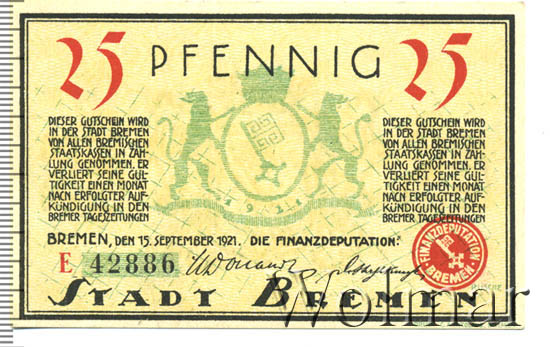 25 PFENNIG 25
DIESER GUTSCHEIN WIRD
IN DER STADT BREMEN
VON ALLEN BREMISCHEN
STAATSKASSEN IN ZAH-
LUNG GENOMMEN. ER
VERLIERT SEINE GÜL-
TIGKEIT EINEN MONAT
NACH ERFOLGTER AUF-
KÜNDIGUNG IN DEN
BREMER TAGESZEITUNGEN
DIESER GUTSCHEIN WIRD
IN DER STADT BREMEN
VON ALLEN BREMISCHEN
STAATSKASSEN IN ZAH-
LUNG GENOMMEN. ER
VERLIERT SEINE GÜL-
TIGKEIT EINEN MONAT
NACH ERFOLGTER AUF-
KÜNDIGUNG IN DEN
BREMER TAGESZEITUNGEN
1921
BREMEN, DEN 15. SEPTEMBER 1921. DIE FINANZDEPUTATION:
E 42886
FINANZDEPUTATION
BREMEN
STADT BREMEN
Wolmar